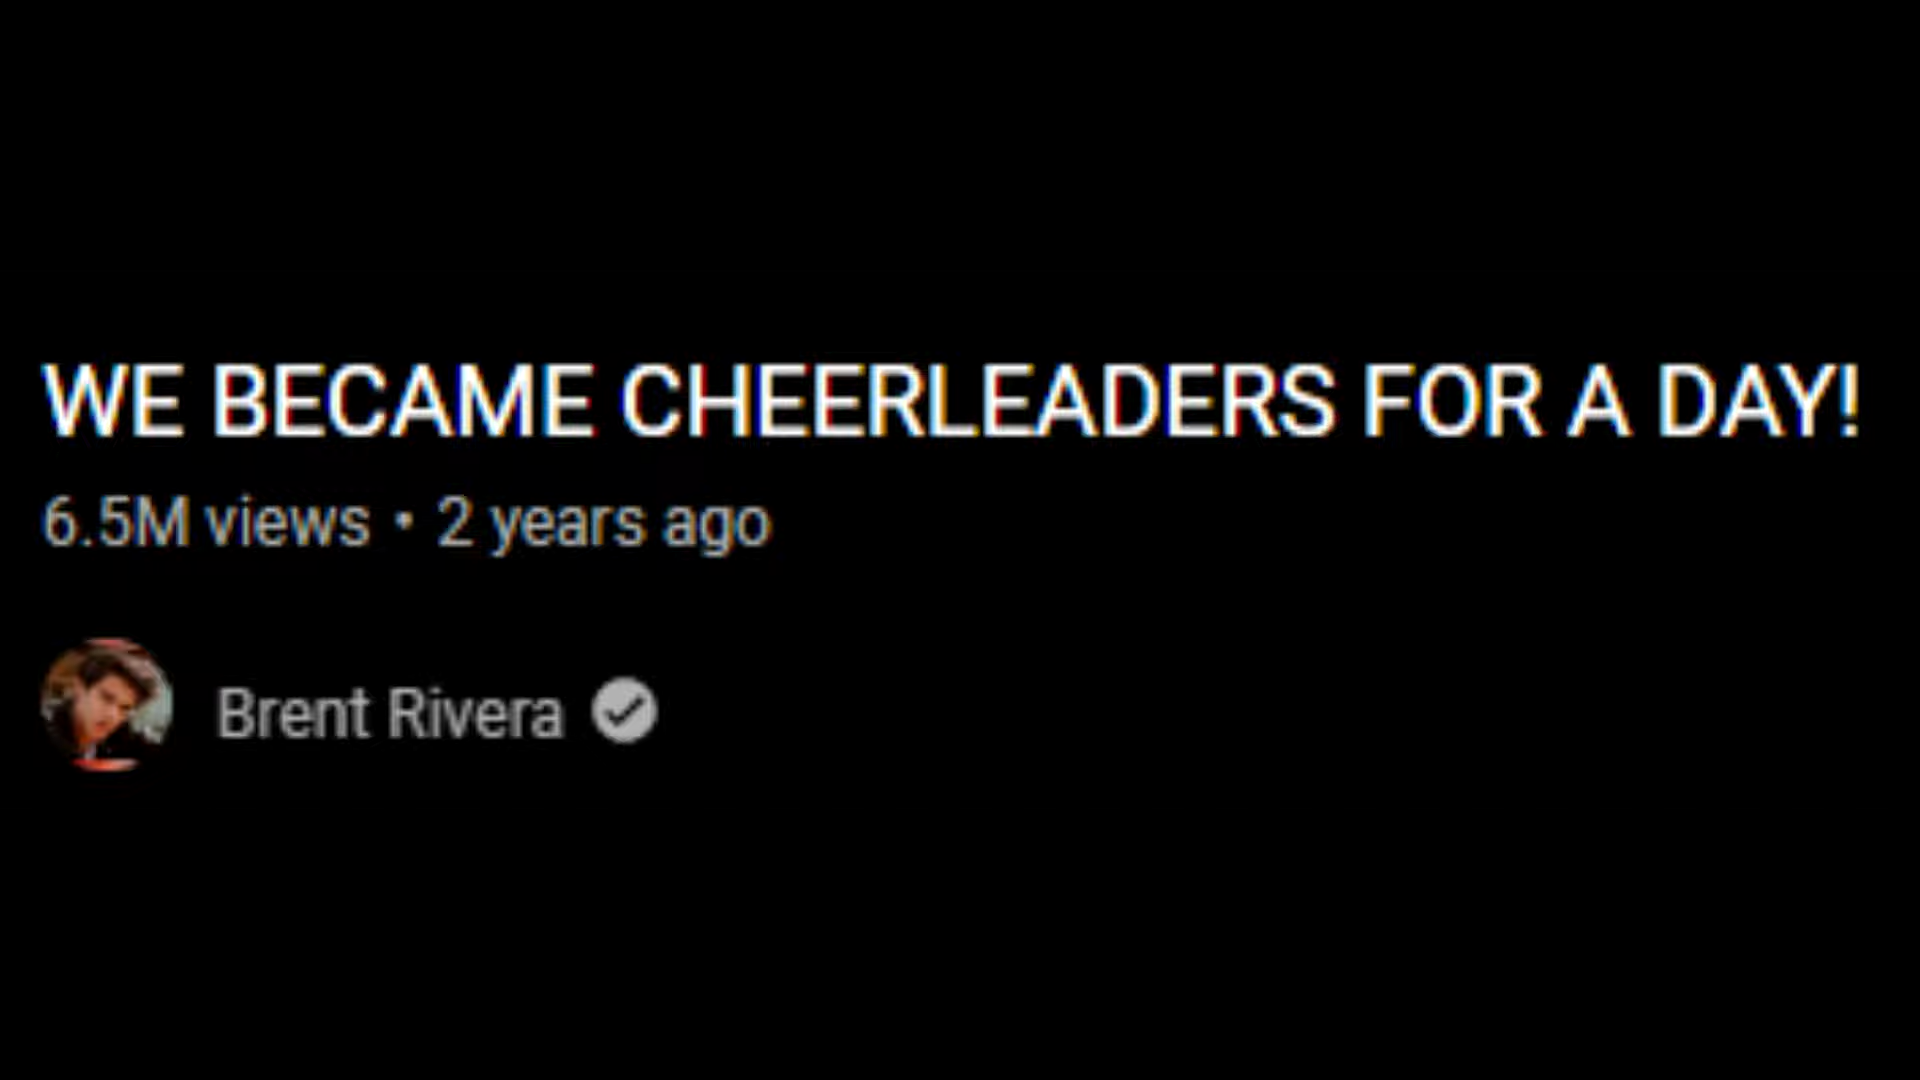 WE BECAME CHEERLEADERS FOR A DAY!
6.5M views • 2 years ago
Brent Rivera